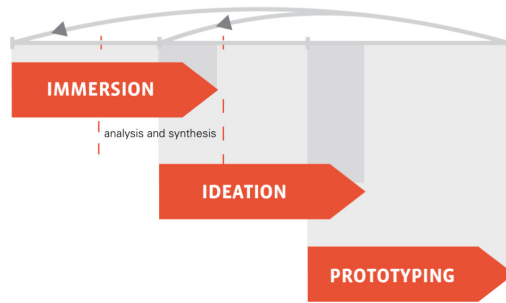 IMMERSION
analysis and synthesis
IDEATION
PROTOTYPING